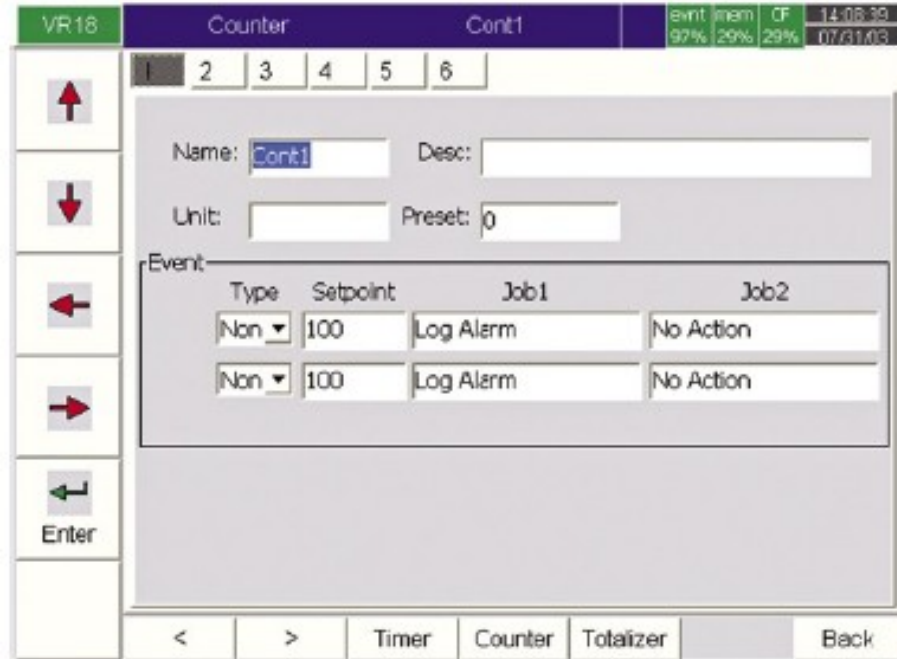 VR18 Counter Cont1 evnt mem CF 14:08:39
97% 29% 29% 07/31/03
1 2 3 4 5 6
Name: Cont1 Desc:
Unit: Preset: 0
Event
Type Setpoint Job1 Job2
Non 100 Log Alarm No Action
Non 100 Log Alarm No Action
Enter
< > Timer Counter Totalizer Back